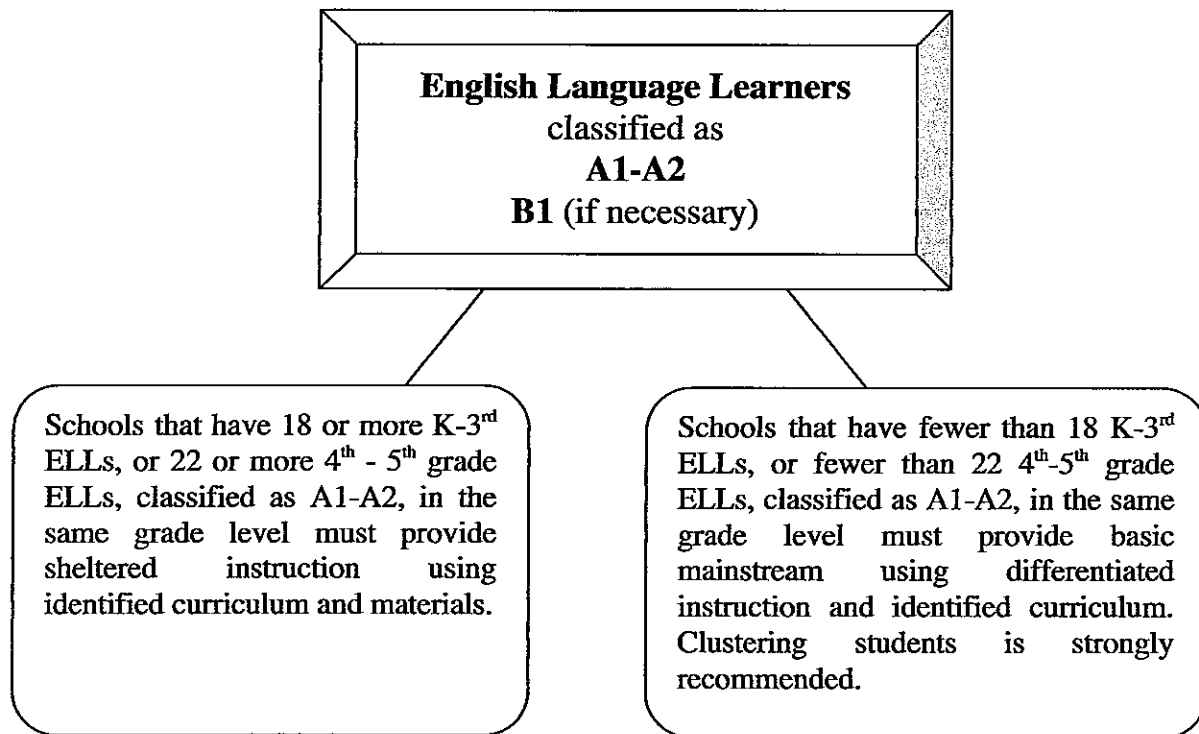 English Language Learners
classified as
A1-A2
B1 (if necessary)
Schools that have 18 or more K-3rd
ELLs, or 22 or more 4th - 5th grade
ELLs, classified as A1-A2, in the
same grade level must provide
sheltered instruction using
identified curriculum and materials.
Schools that have fewer than 18 K-3rd
ELLs, or fewer than 22 4th-5th grade
ELLs, classified as A1-A2, in the same
grade level must provide basic
mainstream using differentiated
instruction and identified curriculum.
Clustering students is strongly
recommended.